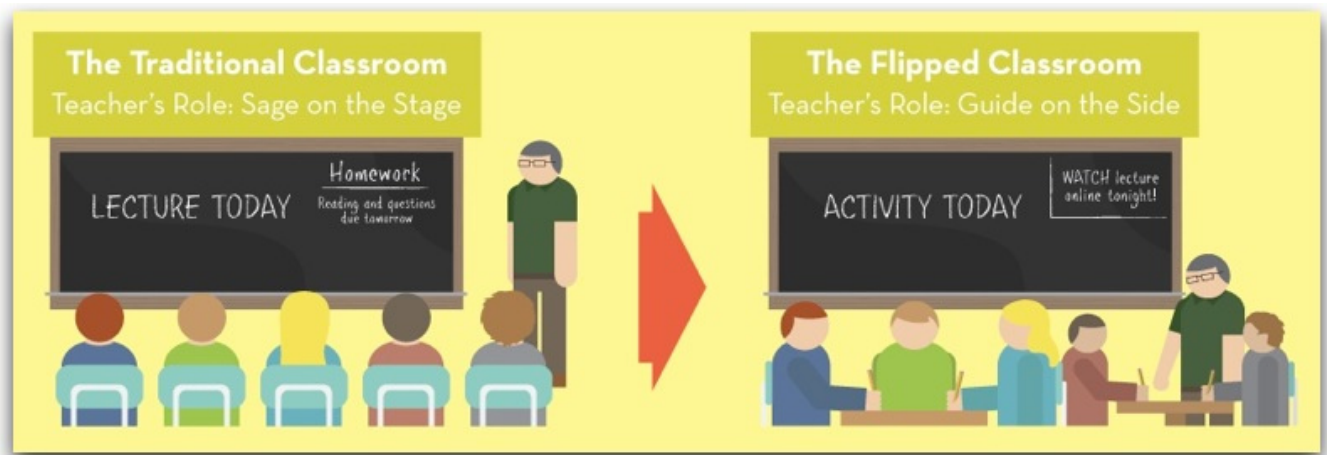 The Traditional Classroom
Teacher's Role: Sage on the Stage
LECTURE TODAY
Homework
Reading and questions
due tomorrow
The Flipped Classroom
Teacher's Role: Guide on the Side
ACTIVITY TODAY
WATCH lecture
online tonight!